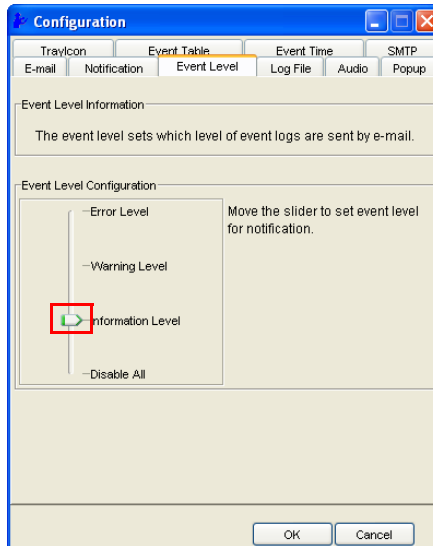 Configuration
TrayIcon Event Table Event Time SMTP
E-mail Notification Event Level Log File Audio Popup
Event Level Information
The event level sets which level of event logs are sent by e-mail.
Event Level Configuration
Error Level
Warning Level
Information Level
Disable All
Move the slider to set event level
for notification.
OK Cancel